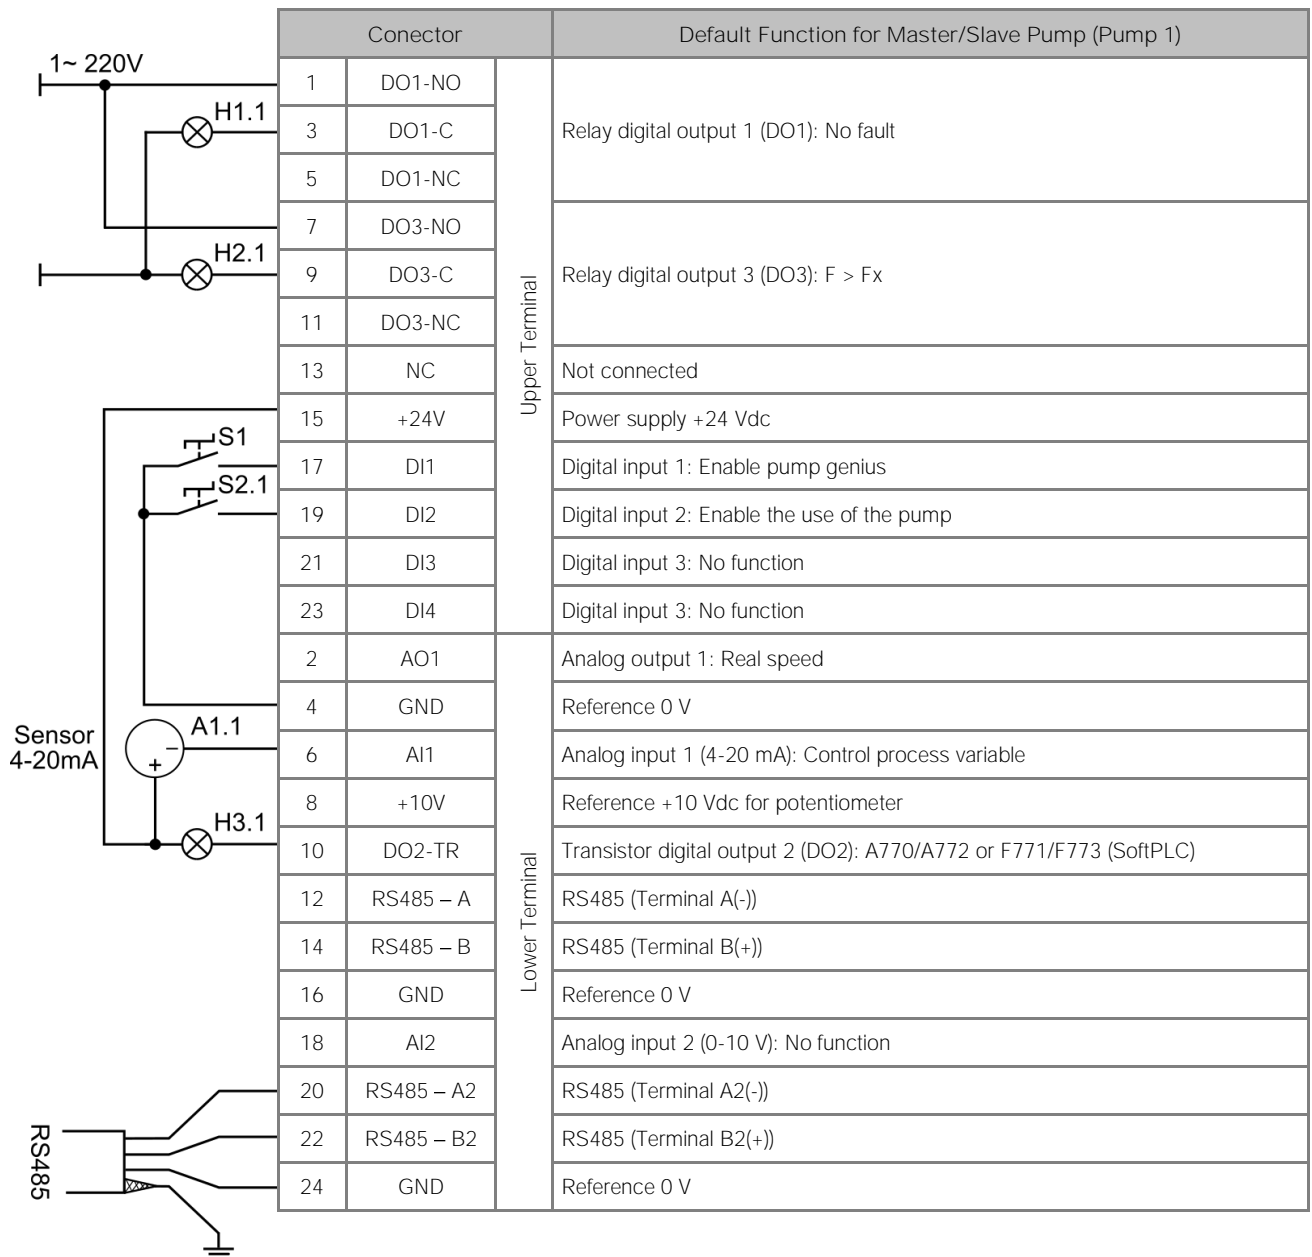 Conector Default Function for Master/Slave Pump (Pump 1)
1~ 220V
1 DO1-NO
H1.1
3 DO1-C Relay digital output 1 (DO1): No fault
5 DO1-NC
7 DO3-NO
H2.1
9 DO3-C Relay digital output 3 (DO3): F > Fx
11 DO3-NC
Upper Terminal
13 NC Not connected
15 +24V Power supply +24 Vdc
S1
17 DI1 Digital input 1: Enable pump genius
S2.1
19 DI2 Digital input 2: Enable the use of the pump
21 DI3 Digital input 3: No function
23 DI4 Digital input 3: No function
2 AO1 Analog output 1: Real speed
4 GND Reference 0 V
Sensor
4-20mA
A1.1
− +
6 AI1 Analog input 1 (4-20 mA): Control process variable
8 +10V Reference +10 Vdc for potentiometer
H3.1
10 DO2-TR Transistor digital output 2 (DO2): A770/A772 or F771/F773 (SoftPLC)
Lower Terminal
12 RS485 – A RS485 (Terminal A(-))
14 RS485 – B RS485 (Terminal B(+))
16 GND Reference 0 V
18 AI2 Analog input 2 (0-10 V): No function
20 RS485 – A2 RS485 (Terminal A2(-))
RS485
22 RS485 – B2 RS485 (Terminal B2(+))
24 GND Reference 0 V